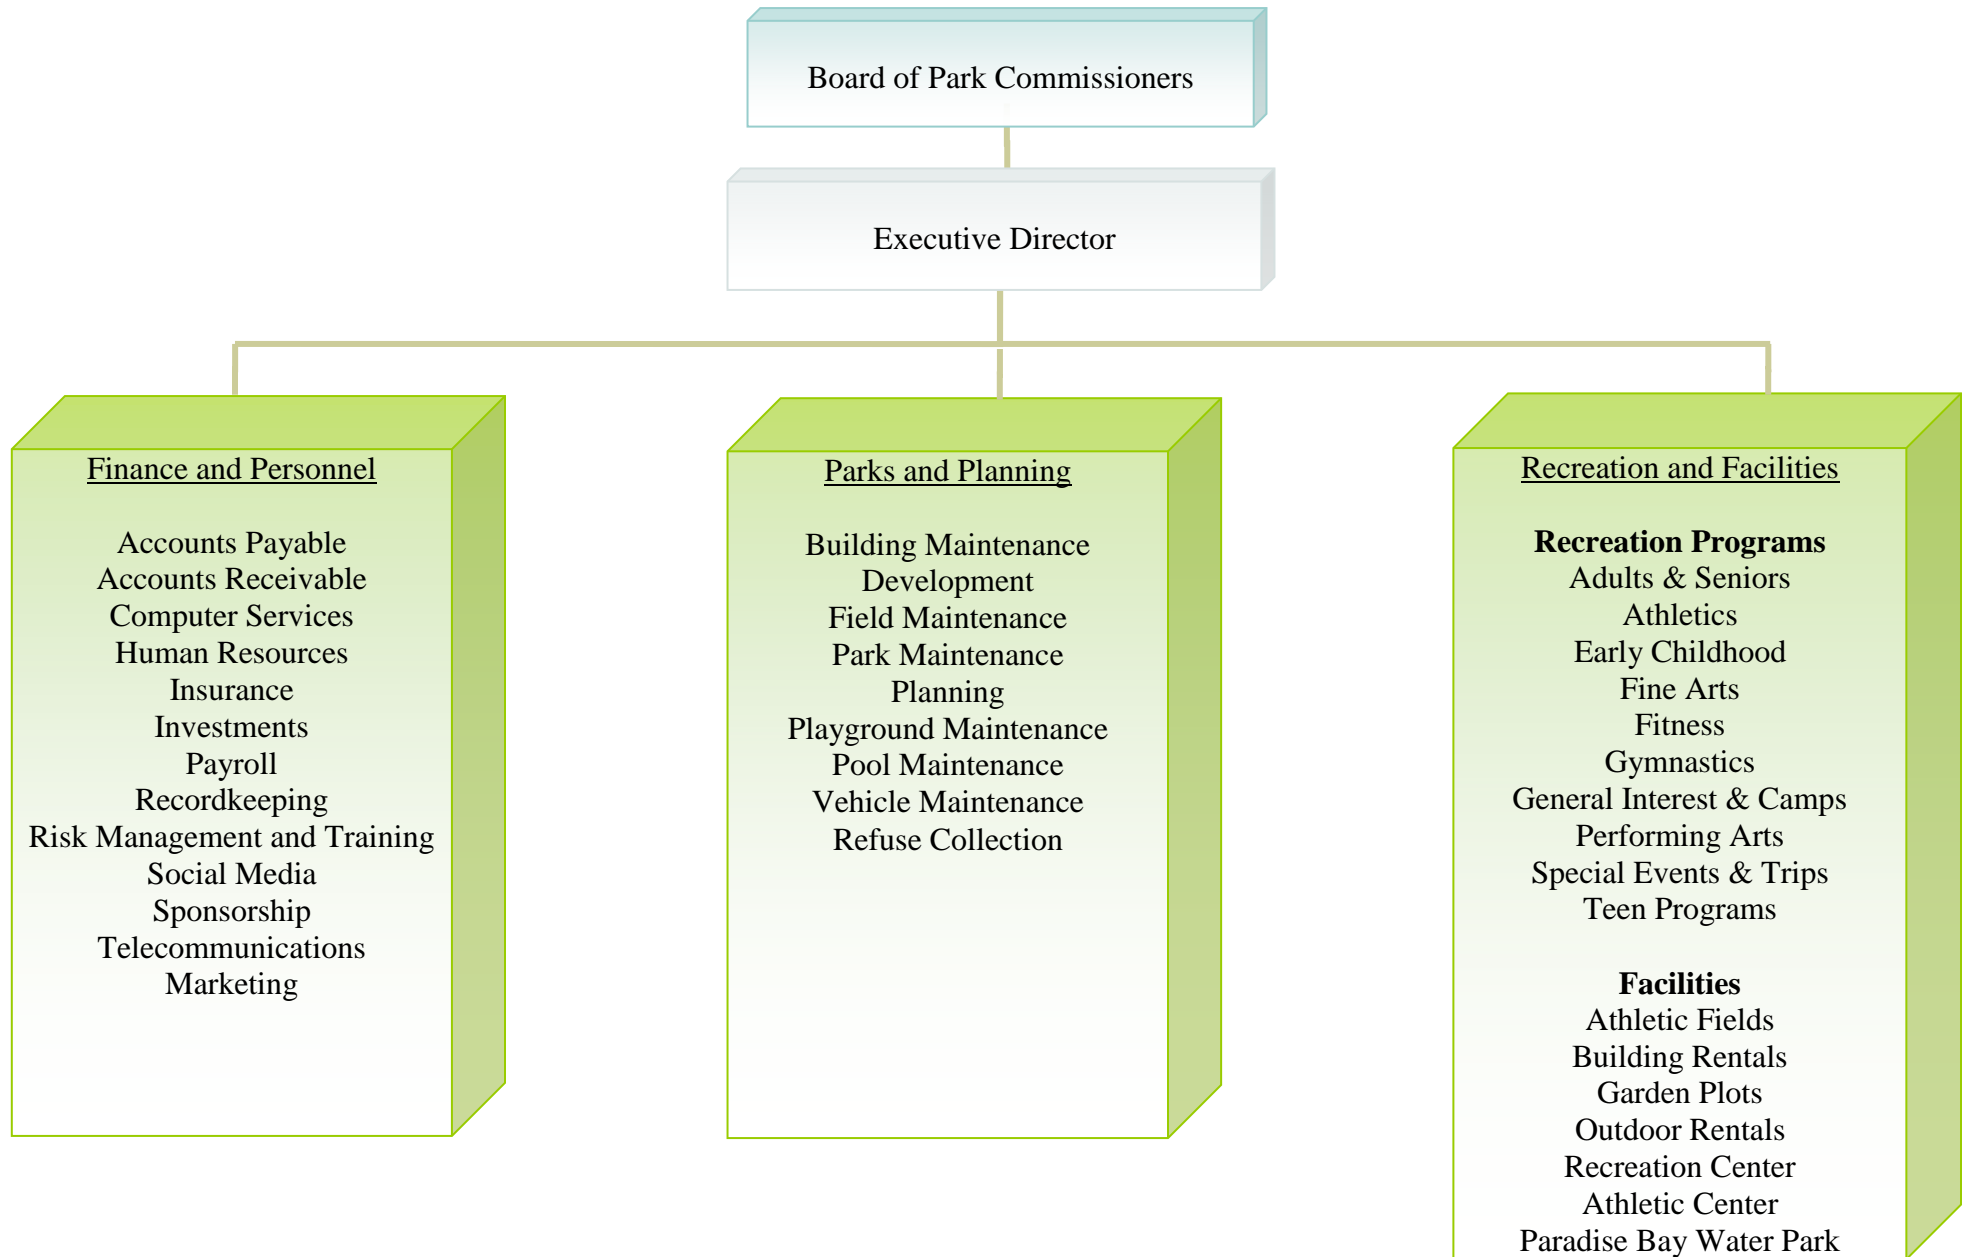 Board of Park Commissioners
Executive Director
Finance and Personnel
Accounts Payable
Accounts Receivable
Computer Services
Human Resources
Insurance
Investments
Payroll
Recordkeeping
Risk Management and Training
Social Media
Sponsorship
Telecommunications
Marketing
Parks and Planning
Building Maintenance
Development
Field Maintenance
Park Maintenance
Planning
Playground Maintenance
Pool Maintenance
Vehicle Maintenance
Refuse Collection
Recreation and Facilities
Recreation Programs
Adults & Seniors
Athletics
Early Childhood
Fine Arts
Fitness
Gymnastics
General Interest & Camps
Performing Arts
Special Events & Trips
Teen Programs
Facilities
Athletic Fields
Building Rentals
Garden Plots
Outdoor Rentals
Recreation Center
Athletic Center
Paradise Bay Water Park